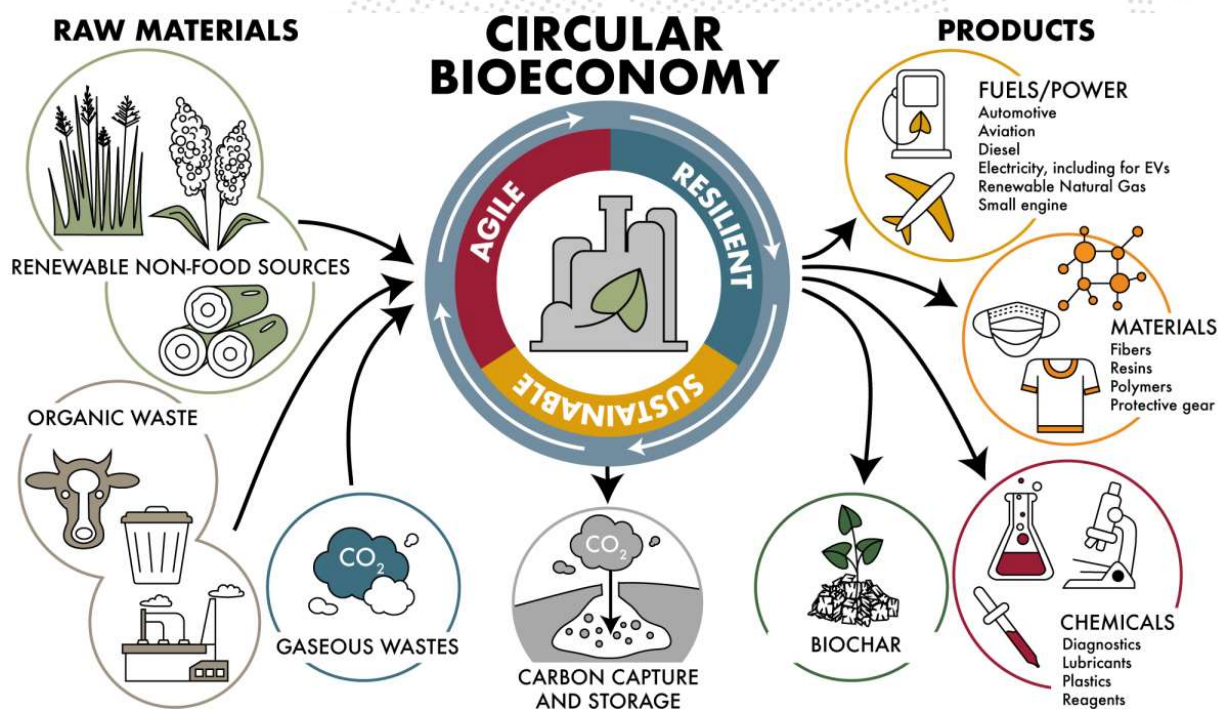 RAW MATERIALS
CIRCULAR
BIOECONOMY
PRODUCTS
RENEWABLE NON-FOOD SOURCES
ORGANIC WASTE
CO2
GASEOUS WASTES
AGILE
RESILIENT
SUSTAINABLE
CO2
CARBON CAPTURE
AND STORAGE
BIOCHAR
FUELS/POWER
Automotive
Aviation
Diesel
Electricity, including for EVs
Renewable Natural Gas
Small engine
MATERIALS
Fibers
Resins
Polymers
Protective gear
CHEMICALS
Diagnostics
Lubricants
Plastics
Reagents